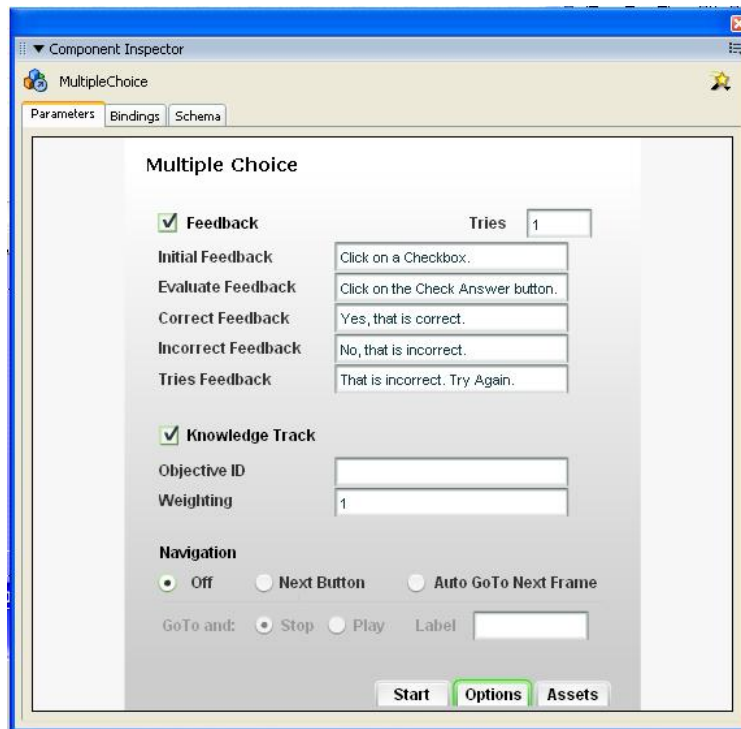 Component Inspector
MultipleChoice
Parameters Bindings Schema
Multiple Choice
Feedback Tries 1
Initial Feedback Click on a Checkbox.
Evaluate Feedback Click on the Check Answer button.
Correct Feedback Yes, that is correct.
Incorrect Feedback No, that is incorrect.
Tries Feedback That is incorrect. Try Again.
Knowledge Track
Objective ID
Weighting 1
Navigation
Off Next Button Auto GoTo Next Frame
GoTo and: Stop Play Label
Start Options Assets